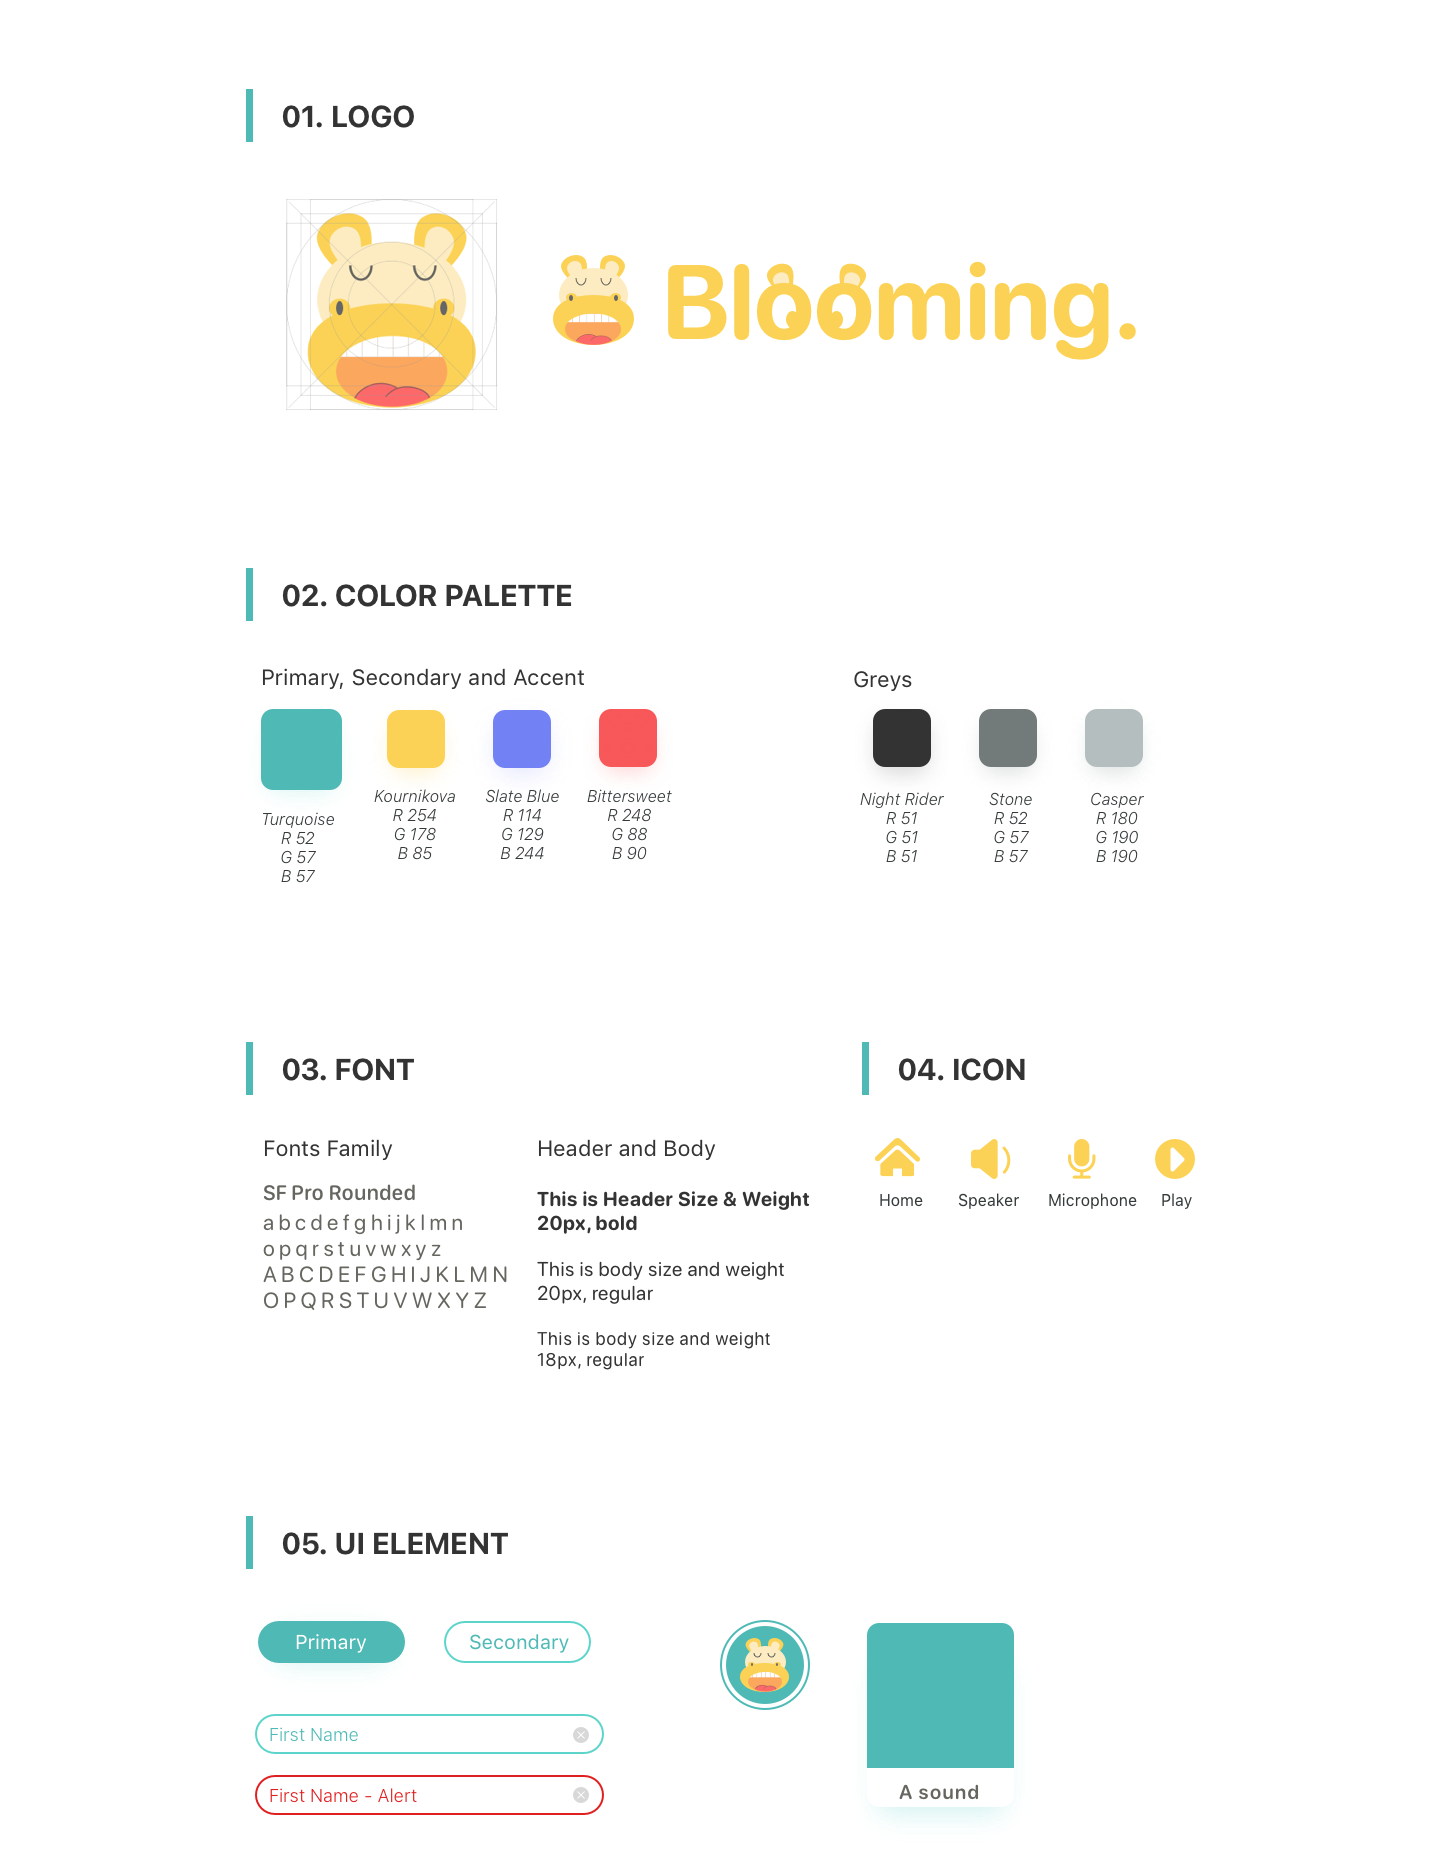 01. LOGO
Blooming.
02. COLOR PALETTE
Primary, Secondary and Accent
Turquoise
R 52
G 57
B 57
Kournikova
R 254
G 178
B 85
Slate Blue
R 114
G 129
B 244
Bittersweet
R 248
G 88
B 90
Greys
Night Rider
R 51
G 51
B 51
Stone
R 52
G 57
B 57
Casper
R 180
G 190
B 190
03. FONT
Fonts Family
SF Pro Rounded
a b c d e f g h i j k l m n
o p q r s t u v w x y z
A B C D E F G H I J K L M N
O P Q R S T U V W X Y Z
Header and Body
This is Header Size & Weight
20px, bold
This is body size and weight
20px, regular
This is body size and weight
18px, regular
04. ICON
Home
Speaker
Microphone
Play
05. UI ELEMENT
Primary
Secondary
First Name
First Name - Alert
A sound